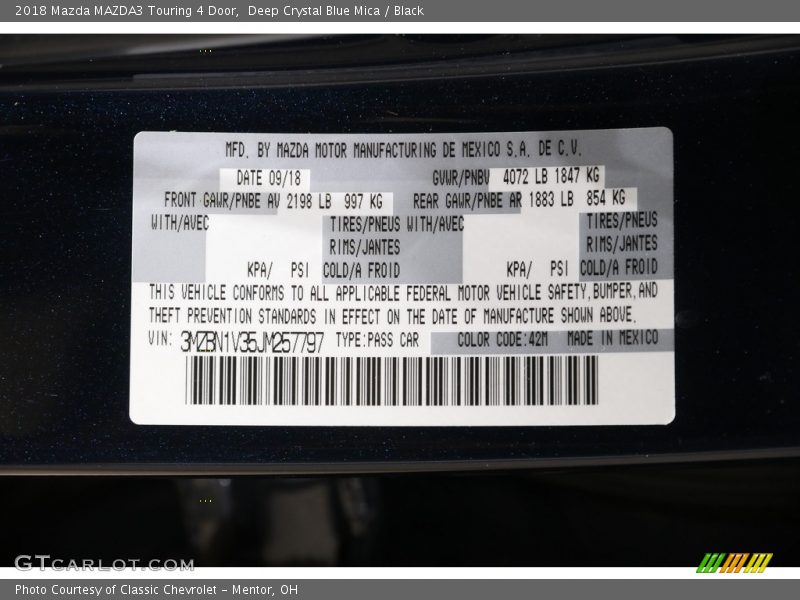 2018 Mazda MAZDA3 Touring 4 Door,  Deep Crystal Blue Mica / Black
MFD. BY MAZDA MOTOR MANUFACTURING DE MEXICO S.A. DE C.V.
DATE 09/18 GVWR/PNBV 4072 LB 1847 KG
FRONT GAWR/PNBE AV 2198 LB 997 KG REAR GAWR/PNBE AR 1883 LB 854 KG
WITH/AVEC TIRES/PNEUS WITH/AVEC TIRES/PNEUS
RIMS/JANTES RIMS/JANTES
KPA/ PSI COLD/A FROID KPA/ PSI COLD/A FROID
THIS VEHICLE CONFORMS TO ALL APPLICABLE FEDERAL MOTOR VEHICLE SAFETY,BUMPER,AND
THEFT PREVENTION STANDARDS IN EFFECT ON THE DATE OF MANUFACTURE SHOWN ABOVE.
VIN: 3MZBN1V35JM257797 TYPE:PASS CAR COLOR CODE:42M MADE IN MEXICO
GTCARLOT.COM
Photo Courtesy of Classic Chevrolet - Mentor, OH